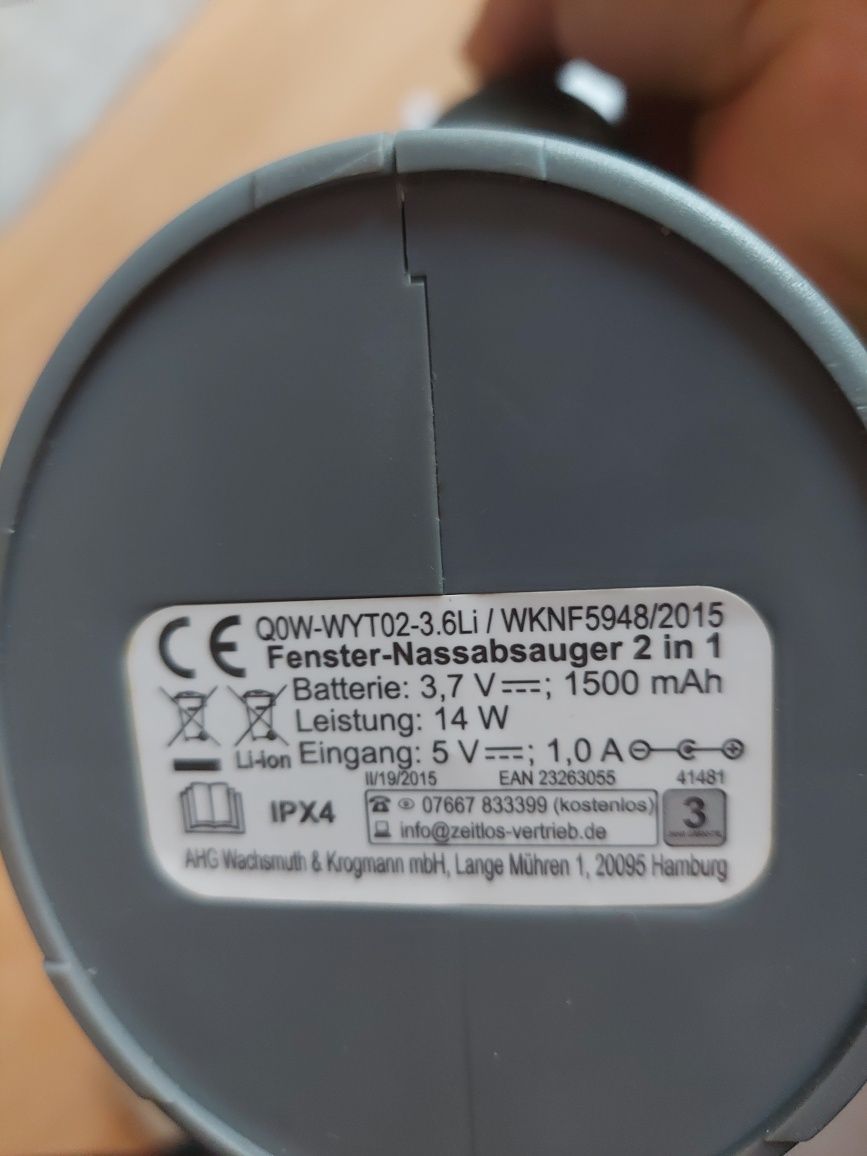 CE Q0W-WYT02-3.6Li / WKNF5948/2015
Fenster-Nassabsauger 2 in 1
Batterie: 3,7 V⎓; 1500 mAh
Leistung: 14 W
Li-ion Eingang: 5 V⎓; 1,0 A
II/19/2015 EAN 23263055 41481
IPX4 07667 833399 (kostenlos) 3
info@zeitlos-vertrieb.de
AHG Wachsmuth & Krogmann mbH, Lange Mühren 1, 20095 Hamburg